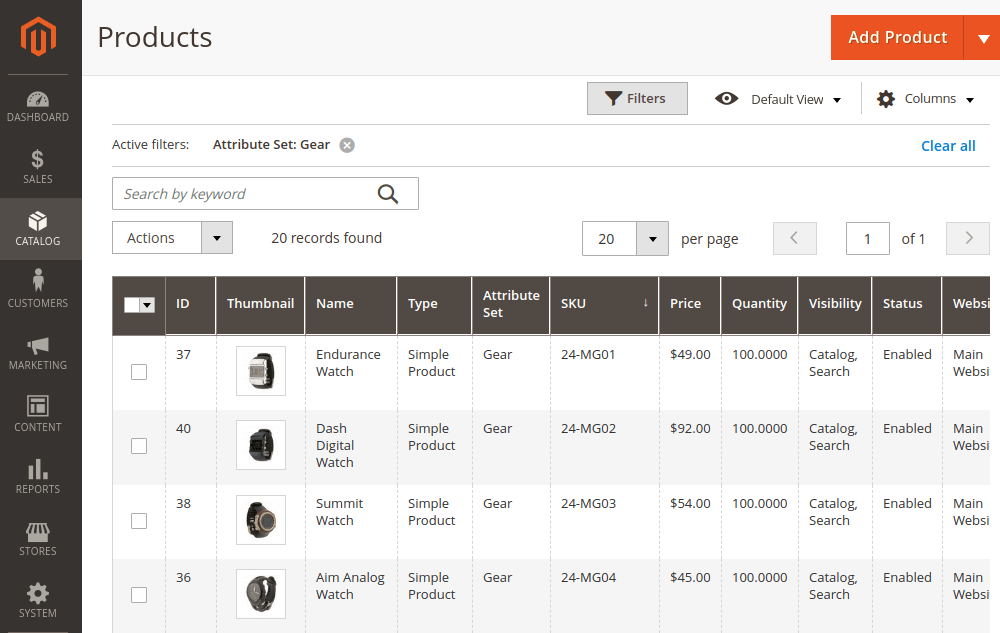 Products
Add Product
DASHBOARD
SALES
CATALOG
CUSTOMERS
MARKETING
CONTENT
REPORTS
STORES
SYSTEM
Filters
Default View
Columns
Active filters: Attribute Set: Gear
Clear all
Search by keyword
Actions
20 records found
20 per page
1 of 1
ID Thumbnail Name Type Attribute Set SKU ↓ Price Quantity Visibility Status Websi
37 Endurance Watch Simple Product Gear 24-MG01 $49.00 100.0000 Catalog, Search Enabled Main Websi
40 Dash Digital Watch Simple Product Gear 24-MG02 $92.00 100.0000 Catalog, Search Enabled Main Websi
38 Summit Watch Simple Product Gear 24-MG03 $54.00 100.0000 Catalog, Search Enabled Main Websi
36 Aim Analog Watch Simple Product Gear 24-MG04 $45.00 100.0000 Catalog, Search Enabled Main Websi